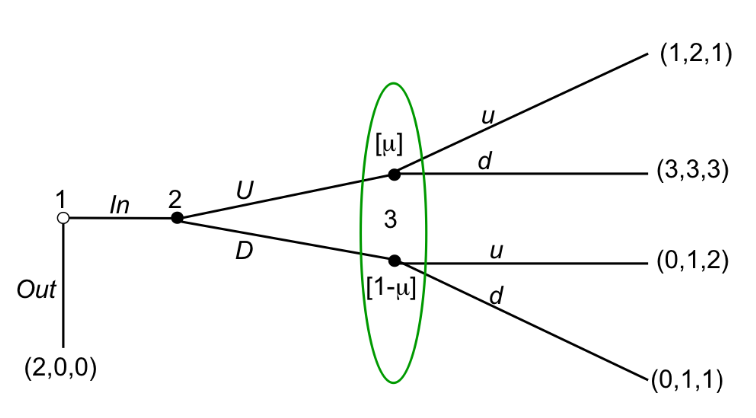 (1,2,1)
u
[μ]
d
(3,3,3)
1
In
2
U
3
D
u
(0,1,2)
[1-μ]
d
Out
(2,0,0)
(0,1,1)